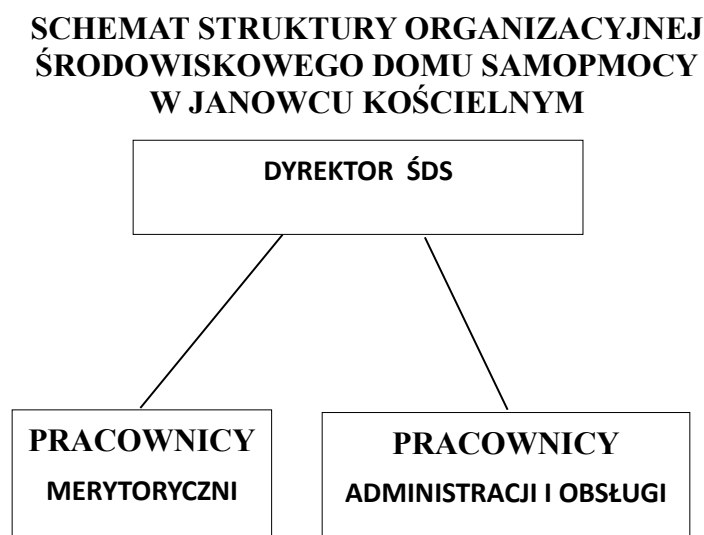 SCHEMAT STRUKTURY ORGANIZACYJNEJ
ŚRODOWISKOWEGO DOMU SAMOPMOCY
W JANOWCU KOŚCIELNYM
DYREKTOR ŚDS
PRACOWNICY
MERYTORYCZNI
PRACOWNICY
ADMINISTRACJI I OBSŁUGI